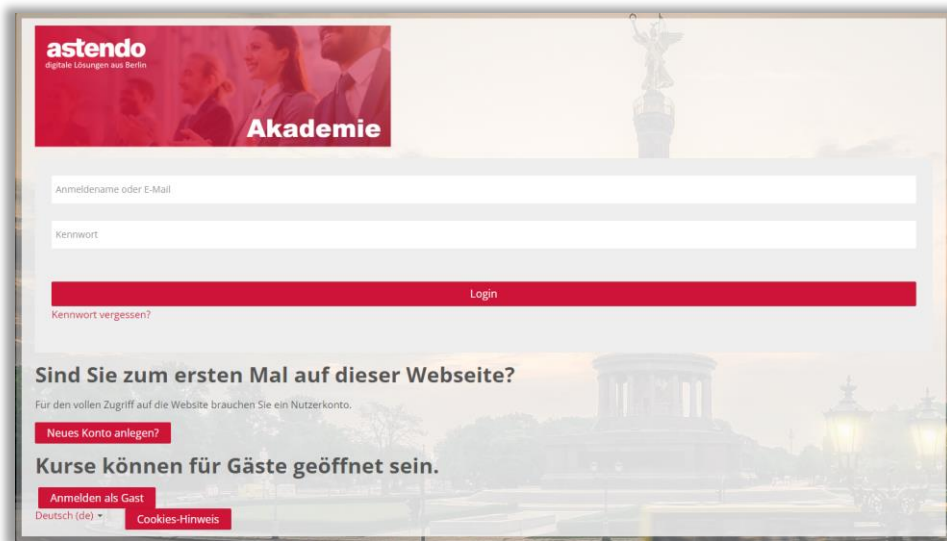 astendo
digitale Lösungen aus Berlin
Akademie
Anmeldename oder E-Mail
Kennwort
Login
Kennwort vergessen?
Sind Sie zum ersten Mal auf dieser Webseite?
Für den vollen Zugriff auf die Website brauchen Sie ein Nutzerkonto.
Neues Konto anlegen?
Kurse können für Gäste geöffnet sein.
Anmelden als Gast
Deutsch (de)
Cookies-Hinweis